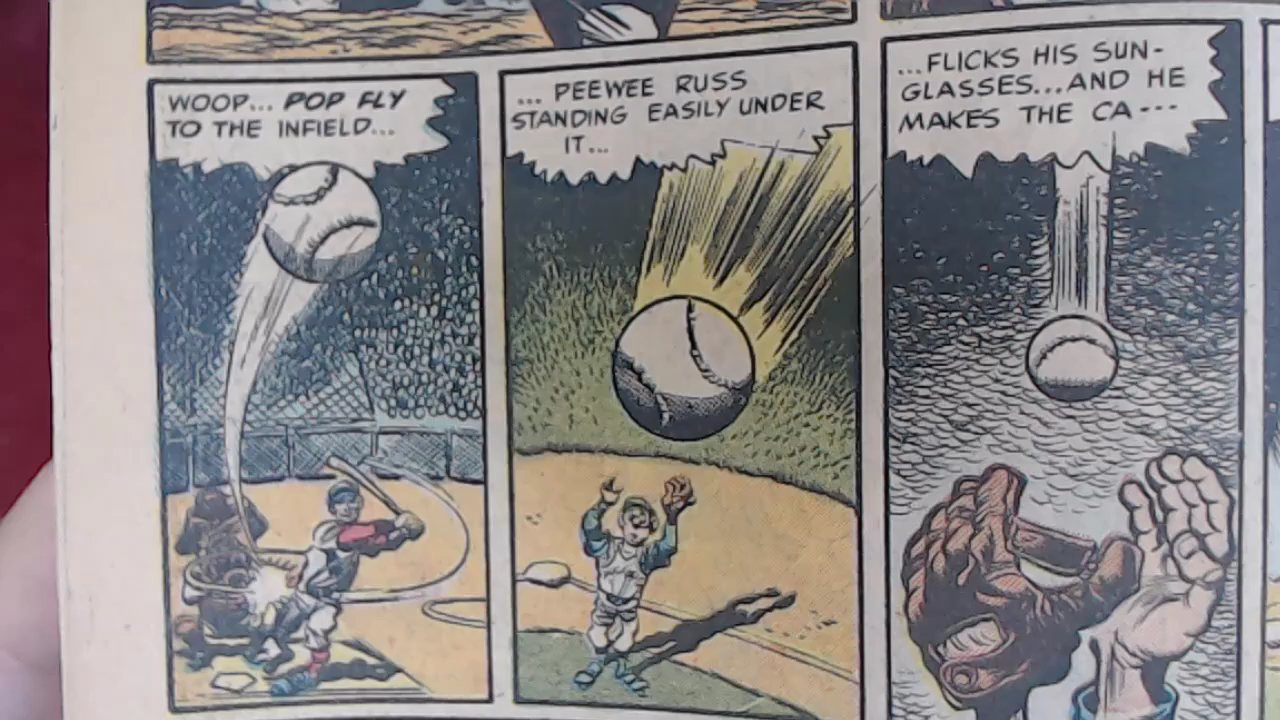 WOOP... POP FLY
TO THE INFIELD...
... PEEWEE RUSS
STANDING EASILY UNDER
IT...
...FLICKS HIS SUN-
GLASSES...AND HE
MAKES THE CA---